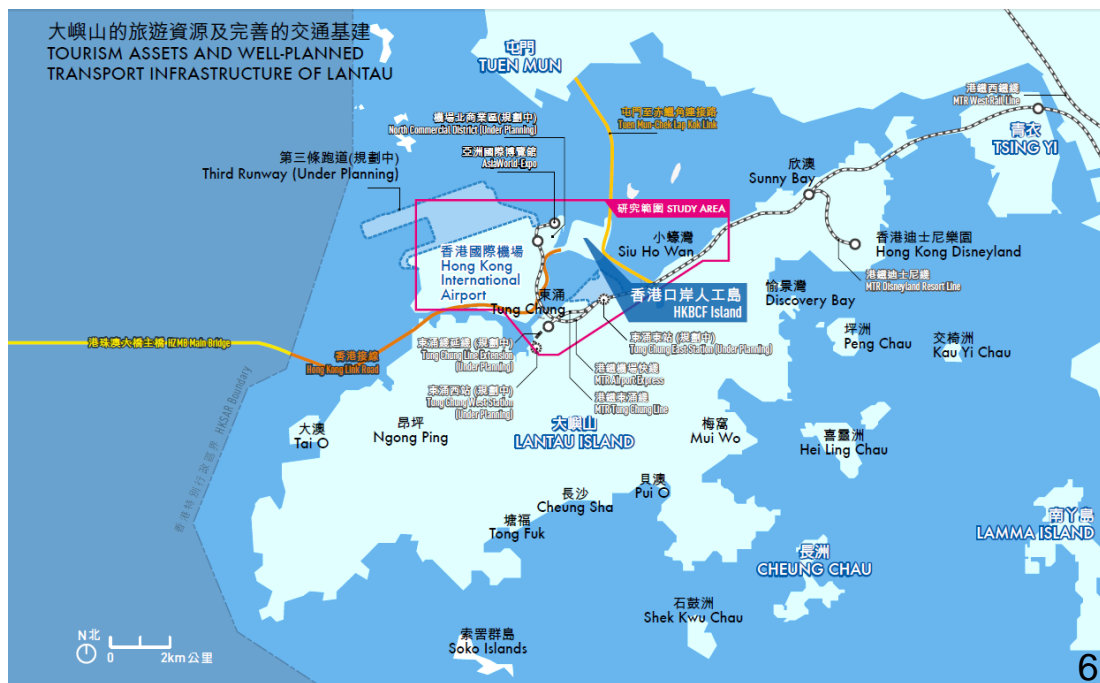 大嶼山的旅遊資源及完善的交通基建
TOURISM ASSETS AND WELL-PLANNED
TRANSPORT INFRASTRUCTURE OF LANTAU
屯門
TUEN MUN
港鐵西鐵綫
MTR West Rail Line
機場北商業區(規劃中)
North Commercial District (Under Planning)
屯門至赤鱲角連接路
Tuen Mun-Chek Lap Kok Link
青衣
TSING YI
亞洲國際博覽館
AsiaWorld-Expo
第三條跑道(規劃中)
Third Runway (Under Planning)
欣澳
Sunny Bay
研究範圍 STUDY AREA
小蠔灣
Siu Ho Wan
香港國際機場
Hong Kong
International
Airport
香港迪士尼樂園
Hong Kong Disneyland
港鐵迪士尼綫
MTR Disneyland Resort Line
東涌
Tung Chung
香港口岸人工島
HKBCF Island
愉景灣
Discovery Bay
坪洲
Peng Chau
交椅洲
Kau Yi Chau
港珠澳大橋主橋 HZMB Main Bridge
香港接線
Hong Kong Link Road
東涌綫延綫 (規劃中)
Tung Chung Line Extension
(Under Planning)
東涌東站 (規劃中)
Tung Chung East Station (Under Planning)
港鐵機場快綫
MTR Airport Express
東涌西站 (規劃中)
Tung Chung West Station
(Under Planning)
港鐵東涌綫
MTR Tung Chung Line
特別行政區界 HKSAR Boundary
大澳
Tai O
昂坪
Ngong Ping
大嶼山
LANTAU ISLAND
梅窩
Mui Wo
喜靈洲
Hei Ling Chau
貝澳
Pui O
長沙
Cheung Sha
塘福
Tong Fuk
南丫島
LAMMA ISLAND
長洲
CHEUNG CHAU
石鼓洲
Shek Kwu Chau
索罟群島
Soko Islands
N北
0 2km公里
6